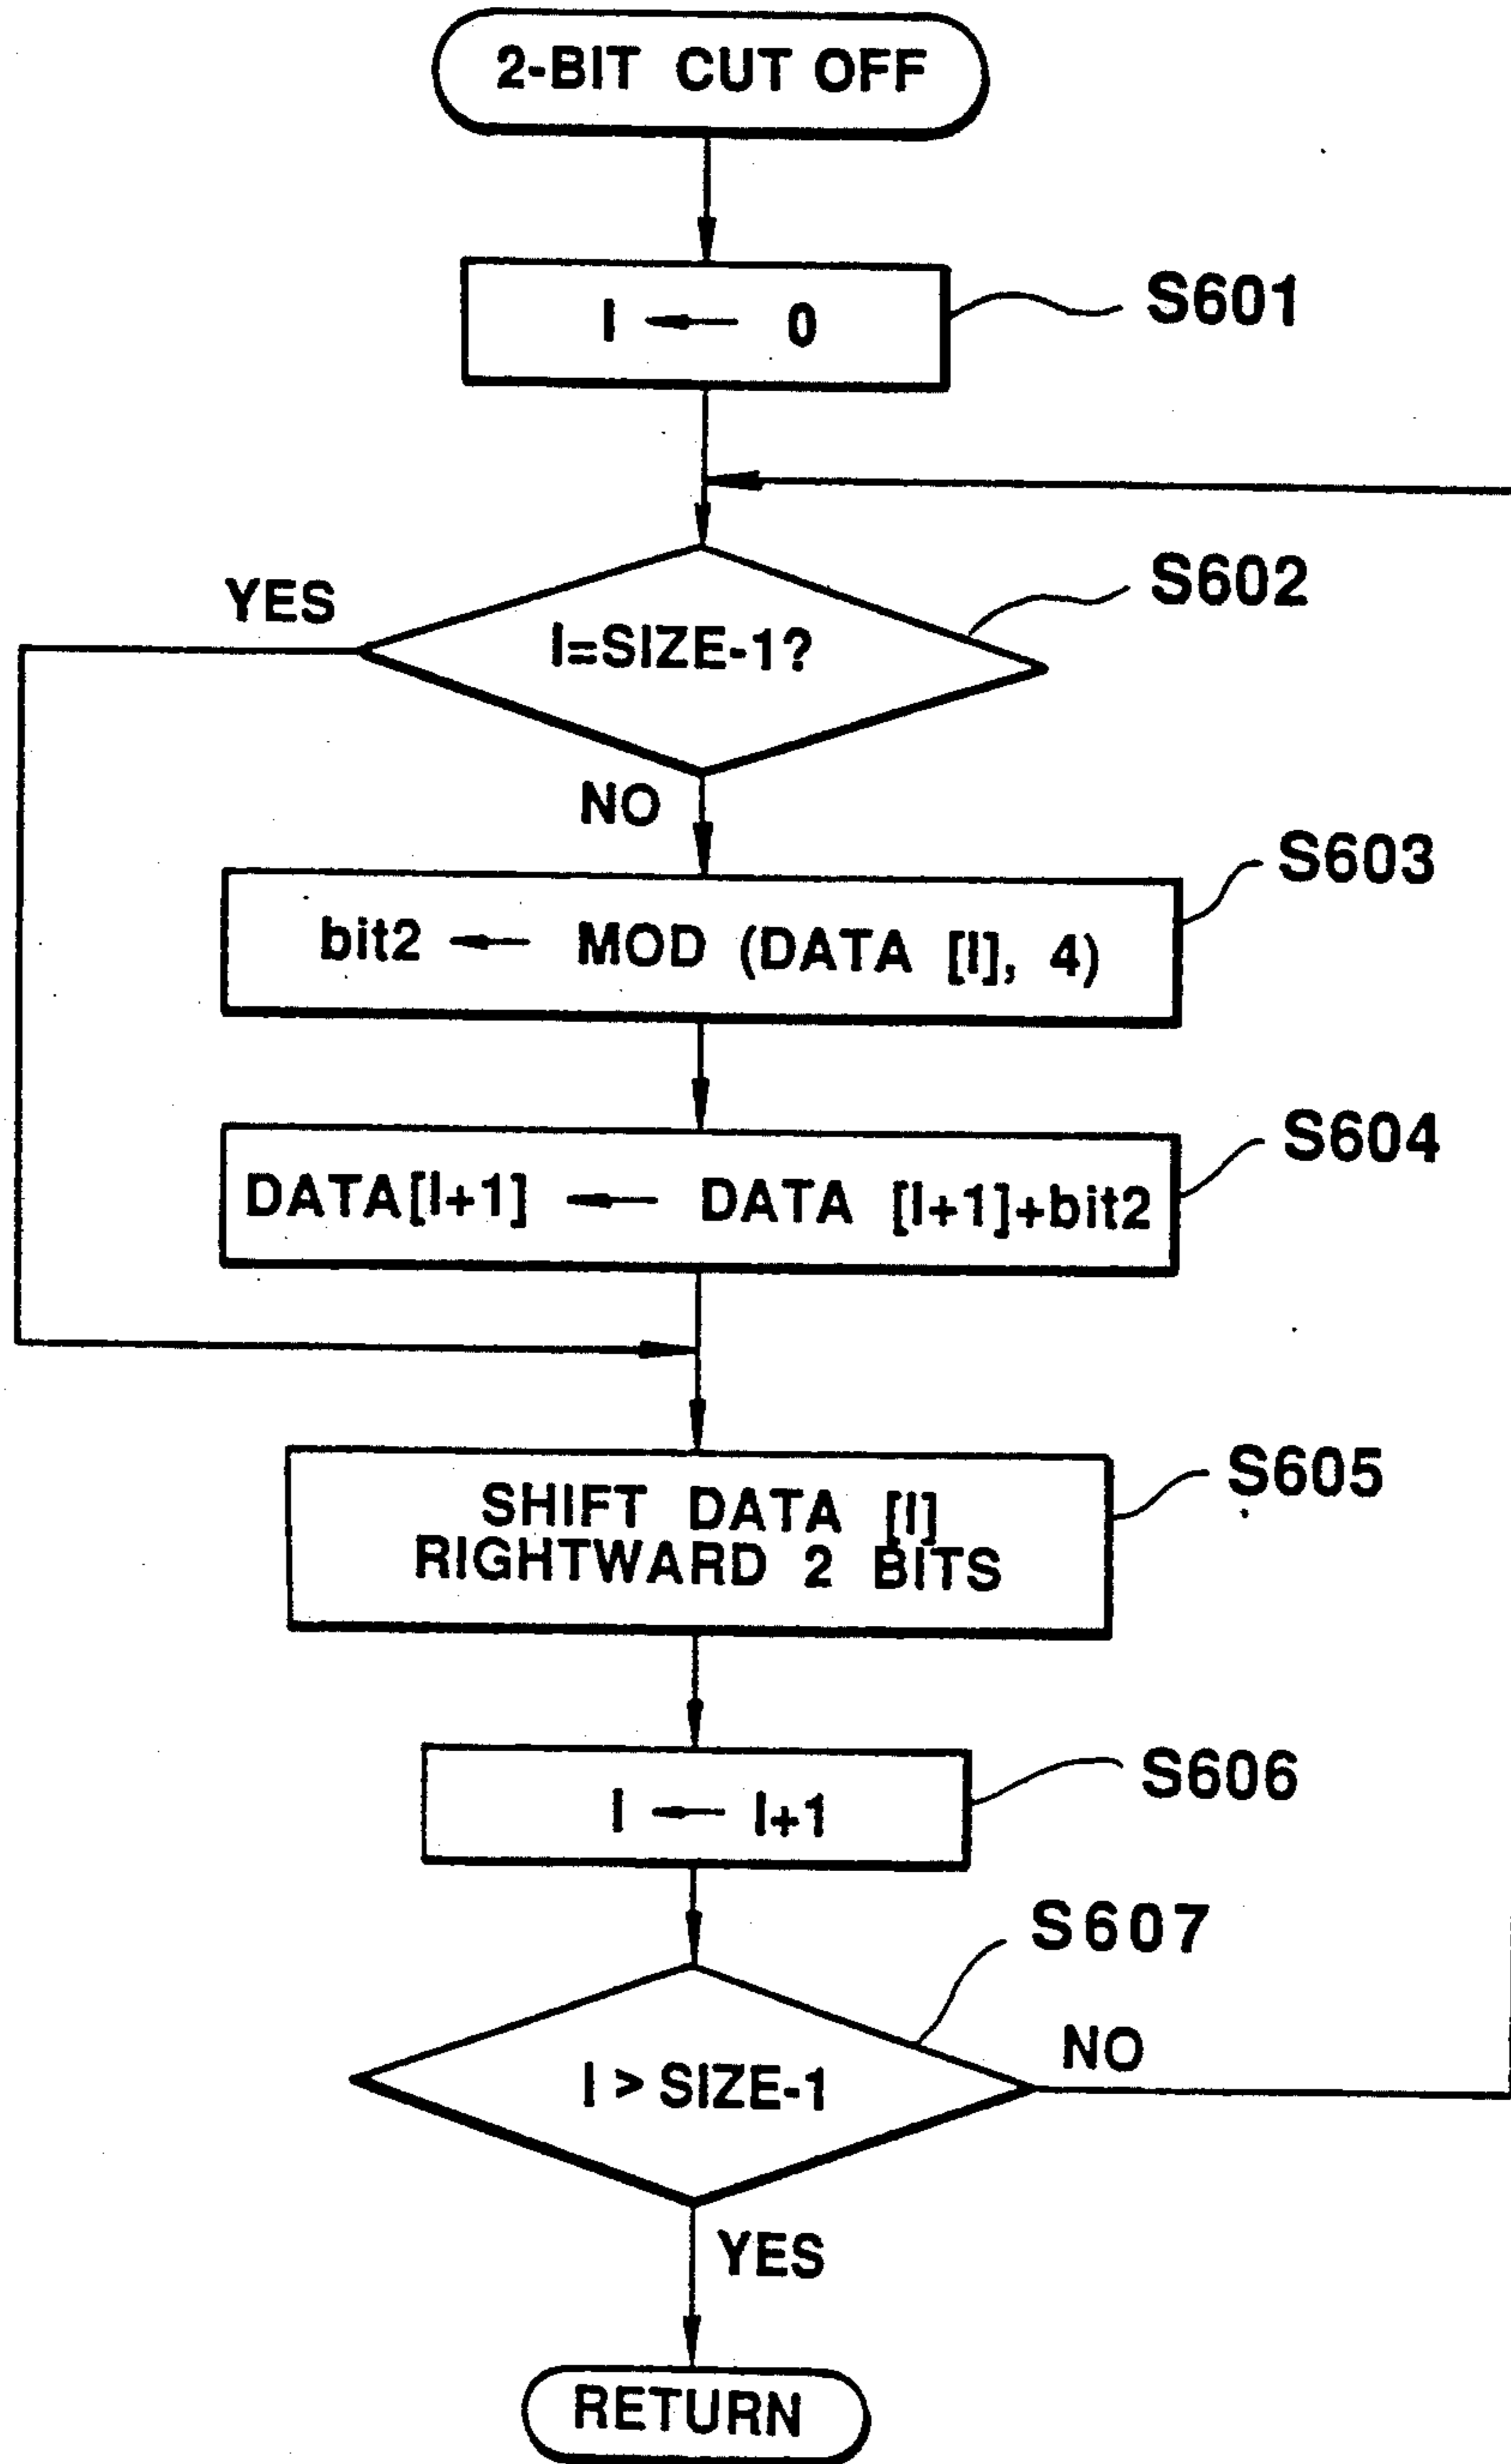 2-BIT CUT OFF
I ← 0
S601
YES
I=SIZE-1?
S602
NO
bit2 ← MOD (DATA [I], 4)
S603
DATA[I+1] ← DATA [I+1]+bit2
S604
SHIFT DATA [I]
RIGHTWARD 2 BITS
S605
I ← I+1
S606
S607
I > SIZE-1
NO
YES
RETURN